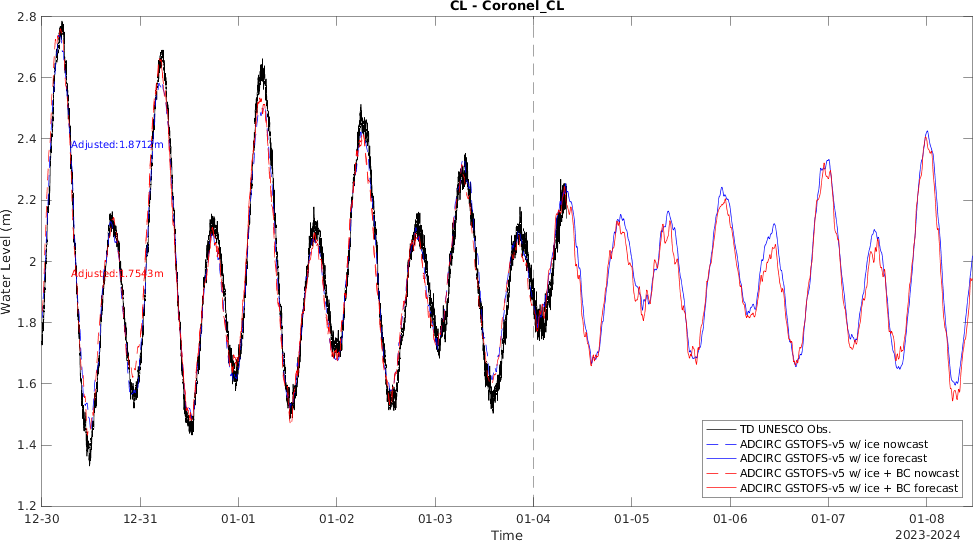 CL - Coronel_CL
2.8
2.6
2.4
2.2
2
1.8
1.6
1.4
1.2
Water Level (m)
Adjusted:1.8712m
Adjusted:1.7543m
TD UNESCO Obs.
ADCIRC GSTOFS-v5 w/ ice nowcast
ADCIRC GSTOFS-v5 w/ ice forecast
ADCIRC GSTOFS-v5 w/ ice + BC nowcast
ADCIRC GSTOFS-v5 w/ ice + BC forecast
12-30 12-31 01-01 01-02 01-03 01-04 01-05 01-06 01-07 01-08
Time
2023-2024